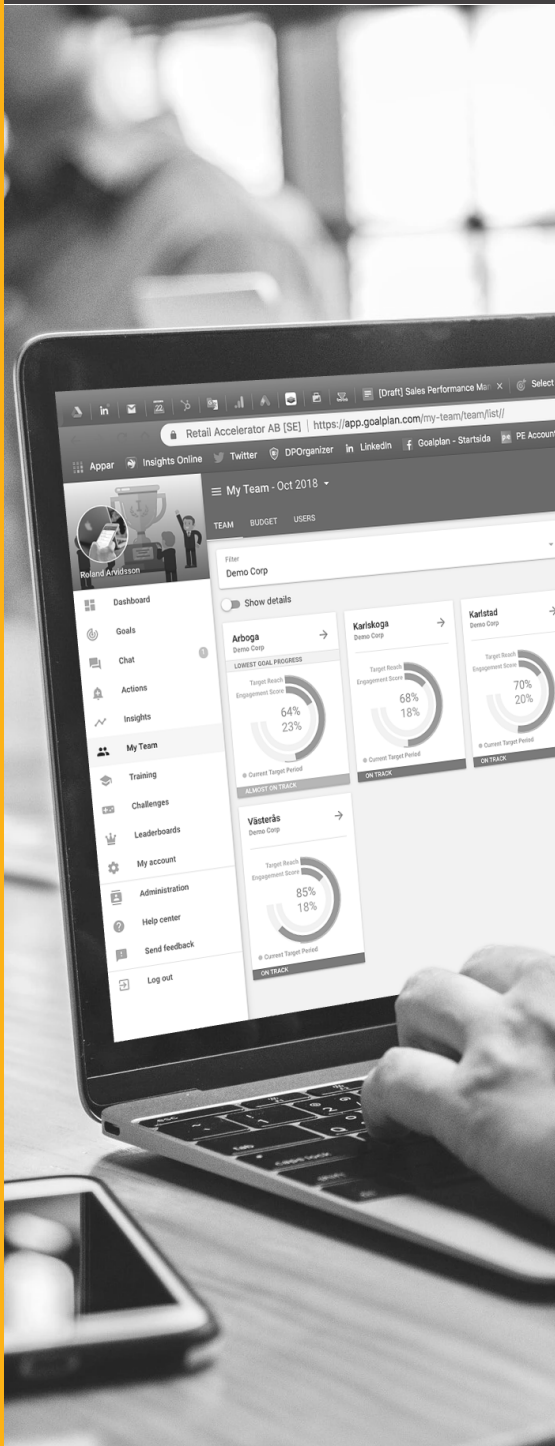 22
[Draft] Sales Performance Man
Select
Retail Accelerator AB [SE] | https://app.goalplan.com/my-team/team/list//
Appar
Insights Online
Twitter
DPOrganizer
LinkedIn
Goalplan - Startsida
PE Account
My Team - Oct 2018
TEAM
BUDGET
USERS
Roland Arvidsson
Dashboard
Goals
Chat
Actions
Insights
My Team
Training
Challenges
Leaderboards
My account
Administration
Help center
Send feedback
Log out
Filter
Demo Corp
Show details
Arboga
Demo Corp
LOWEST GOAL PROGRESS
Target Reach
Engagement Score
64%
23%
Current Target Period
ALMOST ON TRACK
Karlskoga
Demo Corp
Target Reach
Engagement Score
68%
18%
Current Target Period
ON TRACK
Karlstad
Demo Corp
Target Reach
Engagement Score
70%
20%
Current Target Period
ON TRACK
Västerås
Demo Corp
Target Reach
Engagement Score
85%
18%
Current Target Period
ON TRACK
esc
tab
caps lock